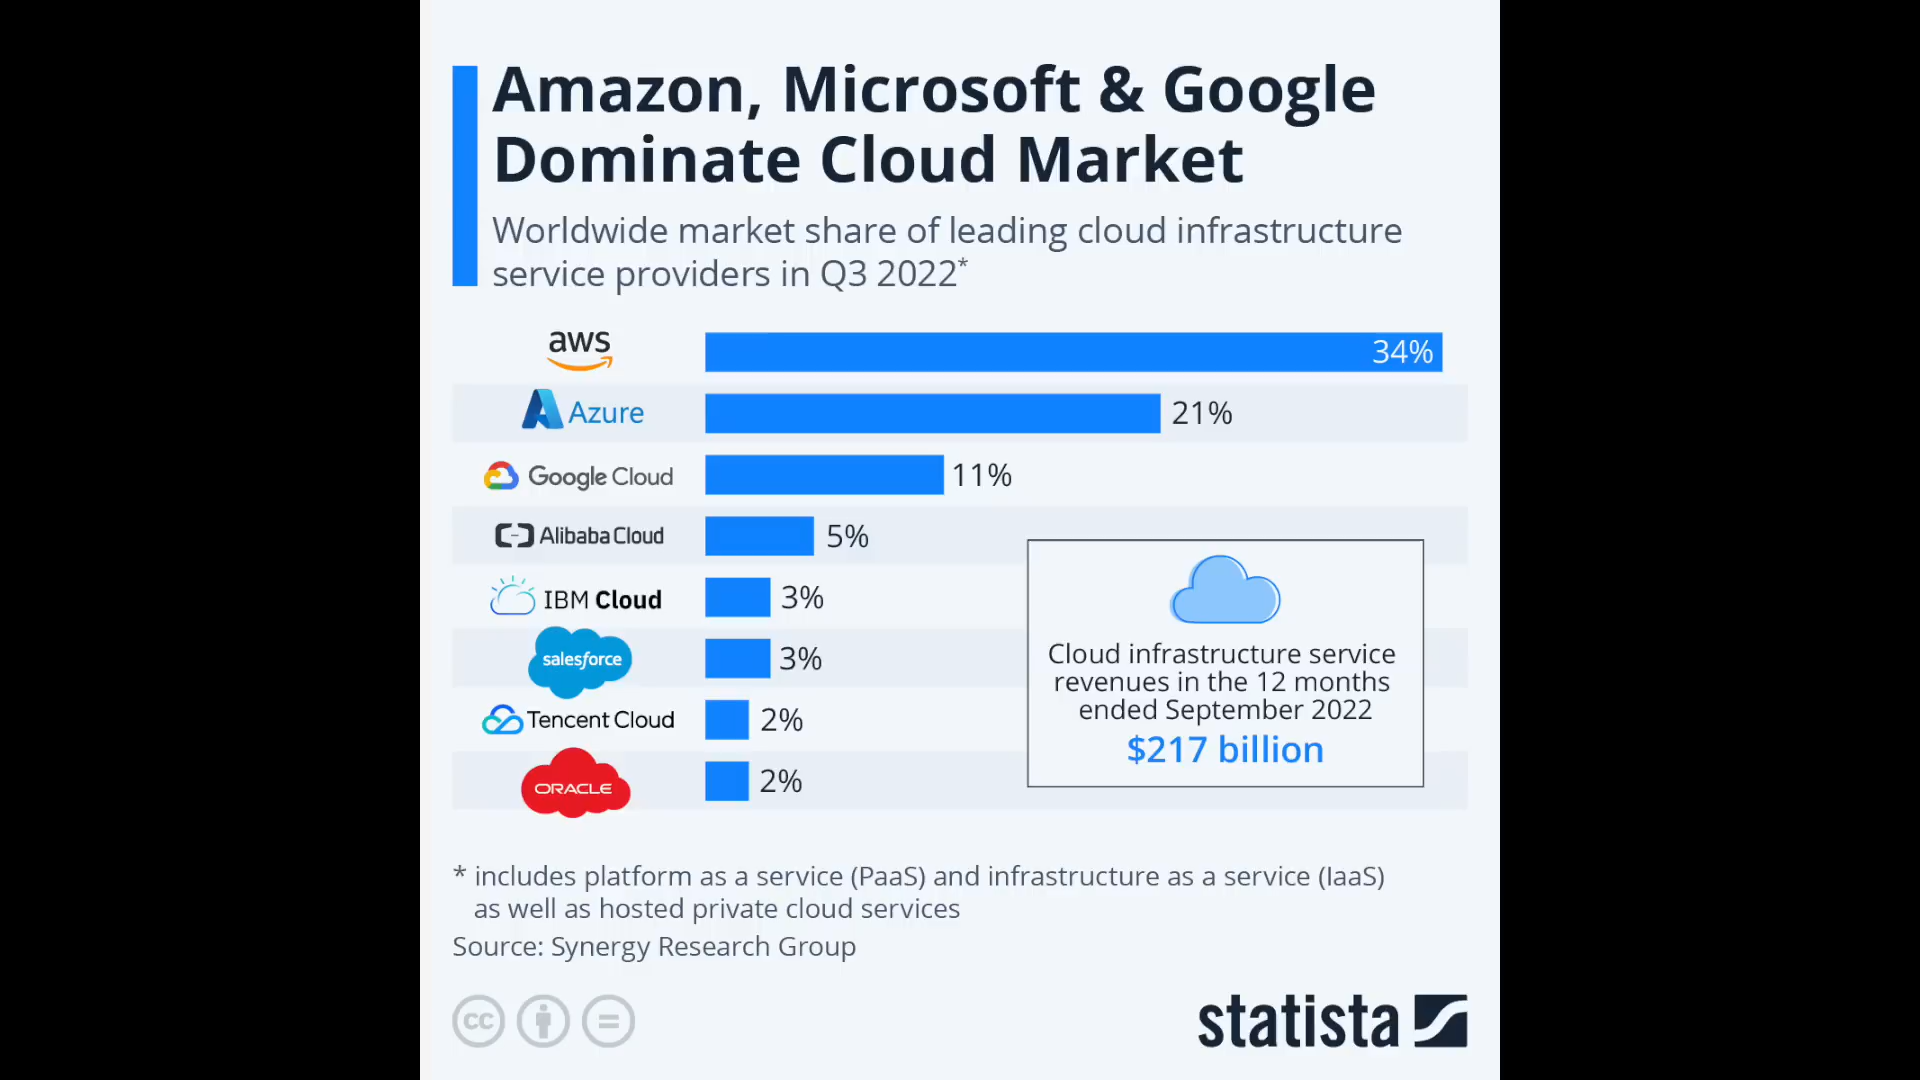 Amazon, Microsoft & Google
Dominate Cloud Market
Worldwide market share of leading cloud infrastructure
service providers in Q3 2022*
aws
34%
Azure
21%
Google Cloud
11%
Alibaba Cloud
5%
IBM Cloud
3%
salesforce
3%
Tencent Cloud
2%
ORACLE
2%
Cloud infrastructure service
revenues in the 12 months
ended September 2022
$217 billion
* includes platform as a service (PaaS) and infrastructure as a service (IaaS)
as well as hosted private cloud services
Source: Synergy Research Group
cc
statista